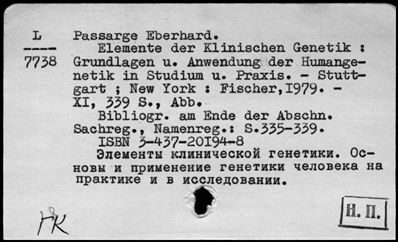 L Passarge Eberhard.
7738 Elemente der Klinischen Genetik :
Grundlagen u. Anwendung der Humange-
netik in Studium u. Praxis. - Stutt-
gart ; New York : Fischer,1979. -
XI, 339 S., Abb.
Bibliogr. am Ende der Abschn.
Sachreg., Namenreg.: S.335-339.
ISBN 3-437-20194-8
Элементы клинической генетики. Ос-
новы и применение генетики человека на
практике и в исследовании.
НК
Н. П.